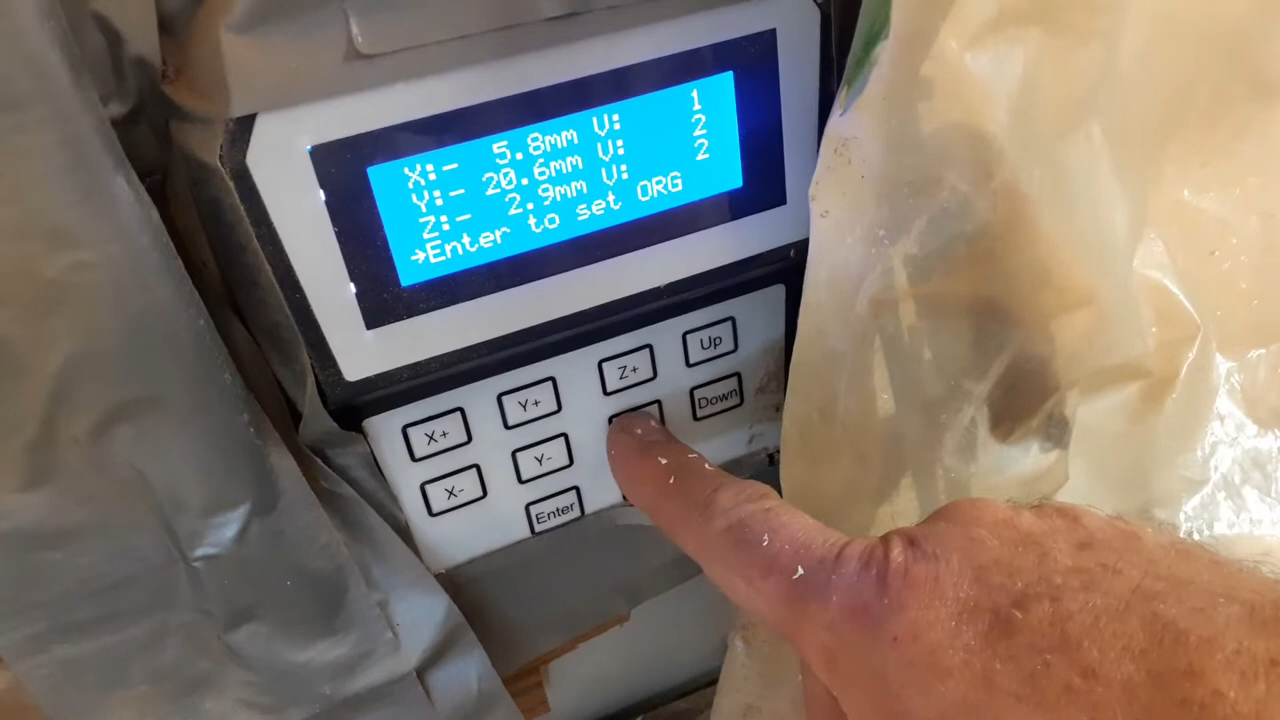 X:-  5.8mm V:     1
Y:- 20.6mm V:     2
Z:-  2.9mm V:     2
→Enter to set ORG
X+ Y+ Z+ Up
X- Y- Down
Enter